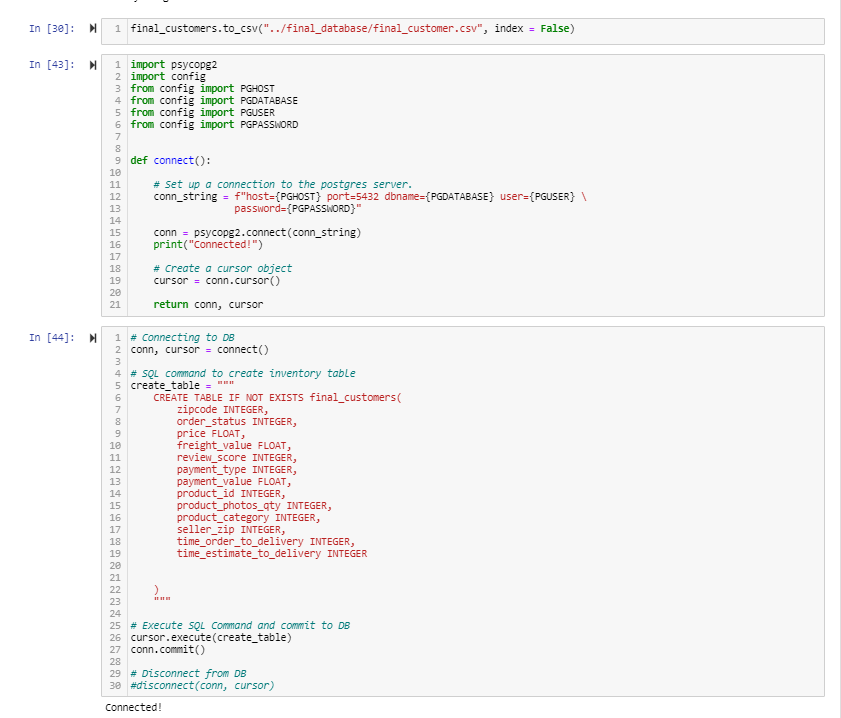 In [30]:
1 final_customers.to_csv("../final_database/final_customer.csv", index = False)
In [43]:
1 import psycopg2
2 import config
3 from config import PGHOST
4 from config import PGDATABASE
5 from config import PGUSER
6 from config import PGPASSWORD
7
8
9 def connect():
10
11     # Set up a connection to the postgres server.
12     conn_string = f"host={PGHOST} port=5432 dbname={PGDATABASE} user={PGUSER} \
13                   password={PGPASSWORD}"
14
15     conn = psycopg2.connect(conn_string)
16     print("Connected!")
17
18     # Create a cursor object
19     cursor = conn.cursor()
20
21     return conn, cursor
In [44]:
1 # Connecting to DB
2 conn, cursor = connect()
3
4 # SQL command to create inventory table
5 create_table = """
6     CREATE TABLE IF NOT EXISTS final_customers(
7         zipcode INTEGER,
8         order_status INTEGER,
9         price FLOAT,
10         freight_value FLOAT,
11         review_score INTEGER,
12         payment_type INTEGER,
13         payment_value FLOAT,
14         product_id INTEGER,
15         product_photos_qty INTEGER,
16         product_category INTEGER,
17         seller_zip INTEGER,
18         time_order_to_delivery INTEGER,
19         time_estimate_to_delivery INTEGER
20
21
22     )
23     """
24
25 # Execute SQL Command and commit to DB
26 cursor.execute(create_table)
27 conn.commit()
28
29 # Disconnect from DB
30 #disconnect(conn, cursor)
Connected!